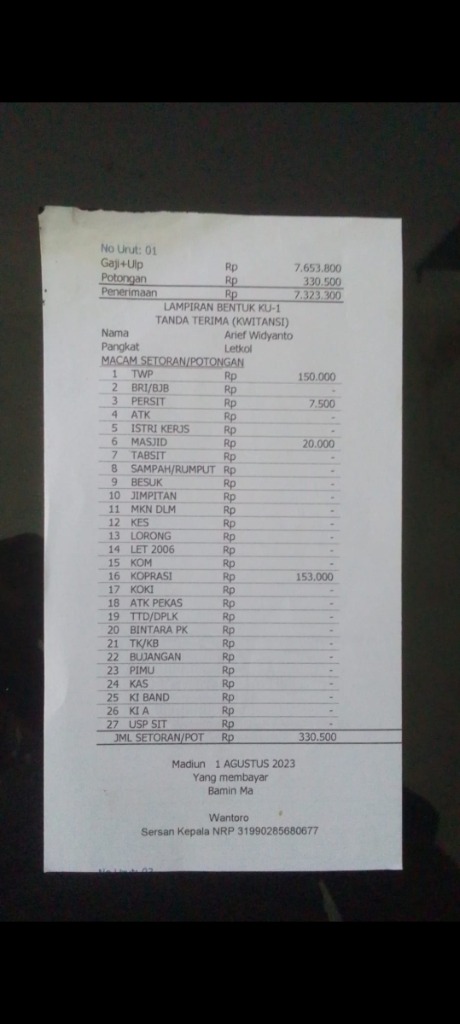 No Urut: 01
Gaji+Ulp Rp 7.653.800
Potongan Rp 330.500
Penerimaan Rp 7.323.300
LAMPIRAN BENTUK KU-1
TANDA TERIMA (KWITANSI)
Nama Arief Widyanto
Pangkat Letkol
MACAM SETORAN/POTONGAN
1 TWP Rp 150.000
2 BRI/BJB Rp -
3 PERSIT Rp 7.500
4 ATK Rp -
5 ISTRI KERJS Rp -
6 MASJID Rp 20.000
7 TABSIT Rp -
8 SAMPAH/RUMPUT Rp -
9 BESUK Rp -
10 JIMPITAN Rp -
11 MKN DLM Rp -
12 KES Rp -
13 LORONG Rp -
14 LET 2006 Rp -
15 KOM Rp -
16 KOPRASI Rp 153.000
17 KOKI Rp -
18 ATK PEKAS Rp -
19 TTD/DPLK Rp -
20 BINTARA PK Rp -
21 TK/KB Rp -
22 BUJANGAN Rp -
23 PIMU Rp -
24 KAS Rp -
25 KI BAND Rp -
26 KI A Rp -
27 USP SIT Rp -
JML SETORAN/POT Rp 330.500
Madiun 1 AGUSTUS 2023
Yang membayar
Bamin Ma
Wantoro
Sersan Kepala NRP 31990285680677